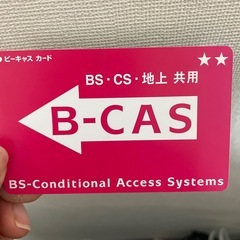 ビーキャス カード
★★
BS・CS・地上 共用
B-CAS
BS-Conditional Access Systems